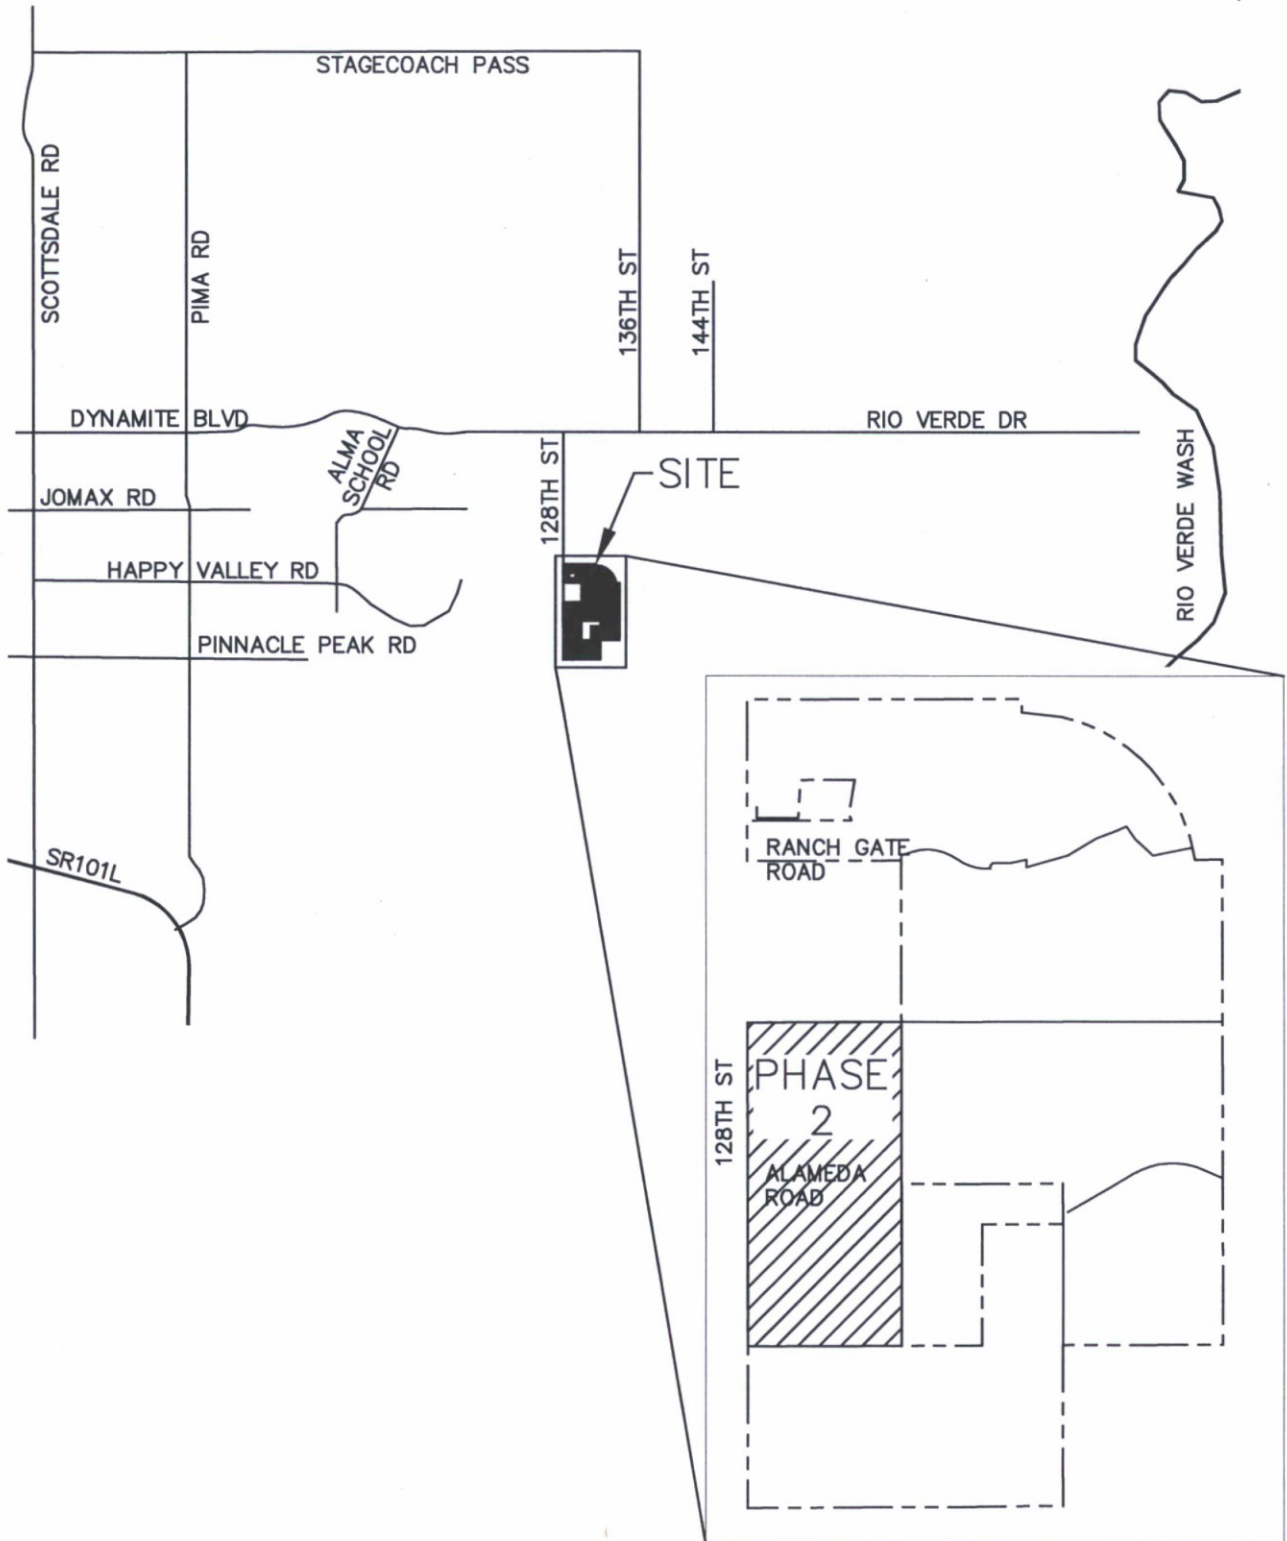 STAGECOACH PASS
SCOTTSDALE RD
PIMA RD
136TH ST
144TH ST
DYNAMITE BLVD
RIO VERDE DR
ALMA
SCHOOL
RD
128TH ST
SITE
RIO VERDE WASH
JOMAX RD
HAPPY VALLEY RD
PINNACLE PEAK RD
SR101L
RANCH GATE
ROAD
128TH ST
PHASE
2
ALAMEDA
ROAD